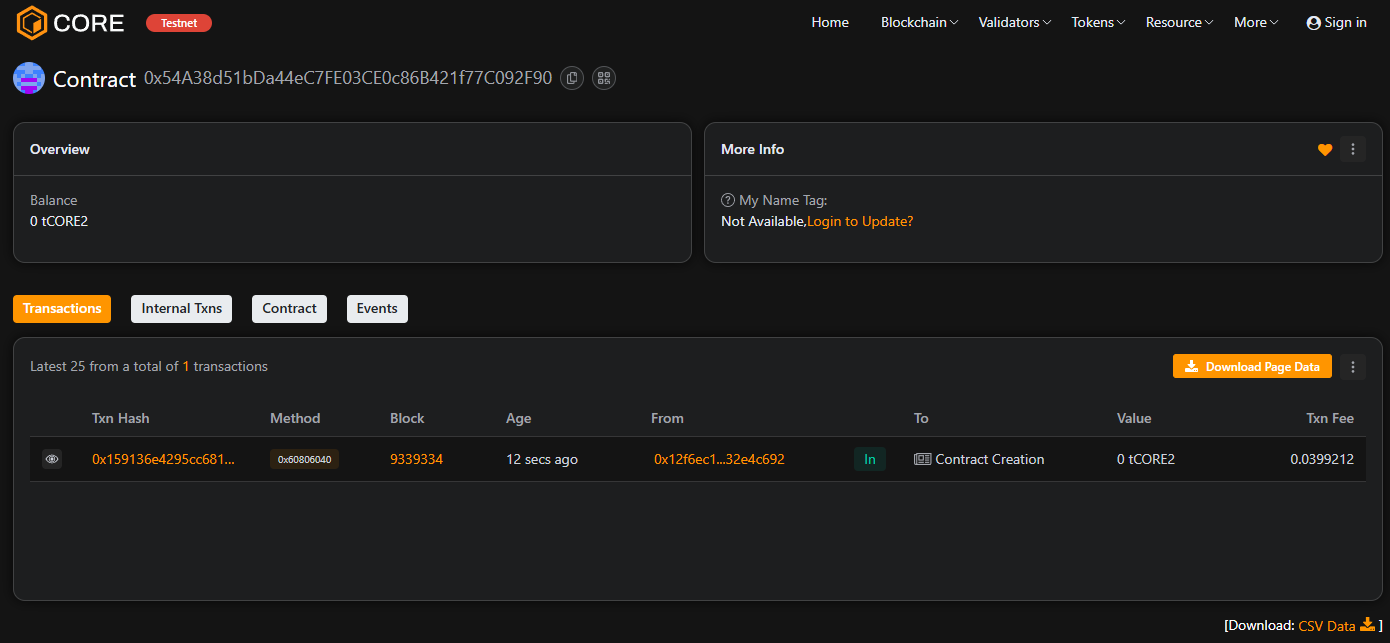 CORE Testnet Home Blockchain Validators Tokens Resource More Sign in
Contract 0x54A38d51bDa44eC7FE03CE0c86B421f77C092F90
Overview
Balance
0 tCORE2
More Info
My Name Tag:
Not Available,Login to Update?
Transactions Internal Txns Contract Events
Latest 25 from a total of 1 transactions
Download Page Data
Txn Hash Method Block Age From To Value Txn Fee
0x159136e4295cc681... 0x60806040 9339334 12 secs ago 0x12f6ec1...32e4c692 In Contract Creation 0 tCORE2 0.0399212
[Download: CSV Data ]